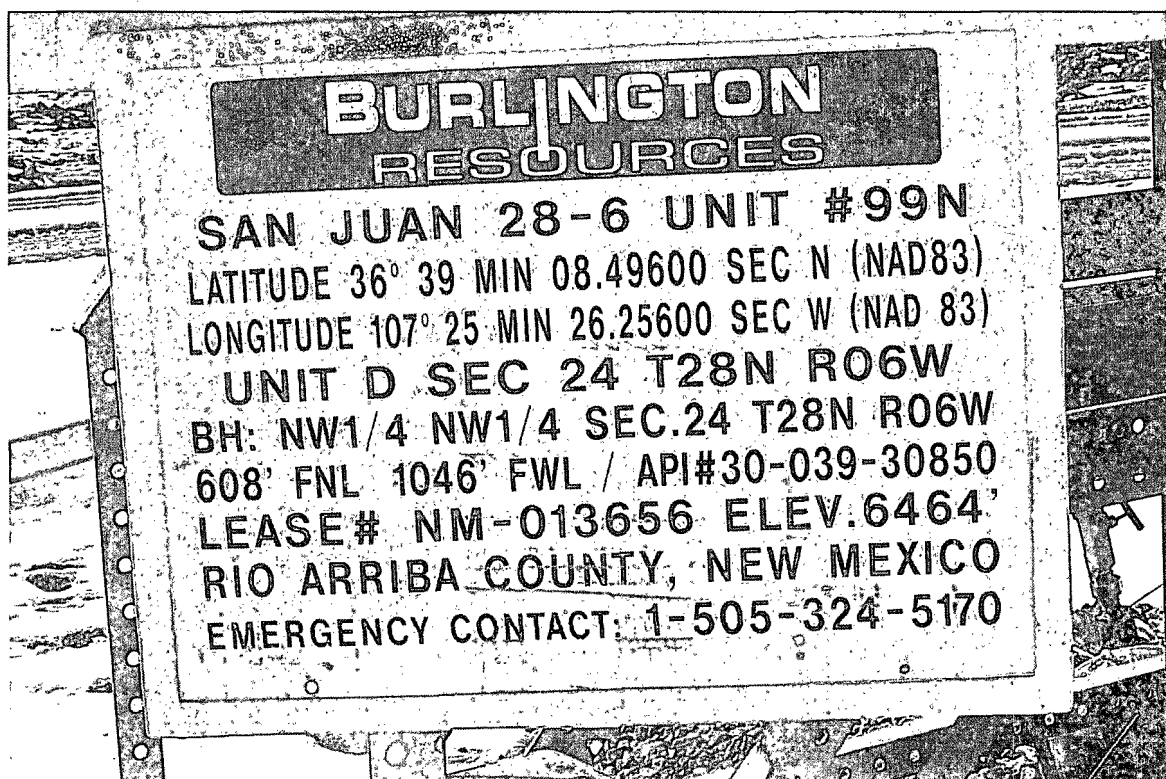 BURLINGTON
RESOURCES
SAN JUAN 28-6 UNIT #99N
LATITUDE 36° 39 MIN 08.49600 SEC N (NAD83)
LONGITUDE 107° 25 MIN 26.25600 SEC W (NAD 83)
UNIT D SEC 24 T28N R06W
BH: NW1/4 NW1/4 SEC.24 T28N R06W
608' FNL 1046' FWL / API#30-039-30850
LEASE# NM-013656 ELEV.6464'
RIO ARRIBA COUNTY, NEW MEXICO
EMERGENCY CONTACT: 1-505-324-5170